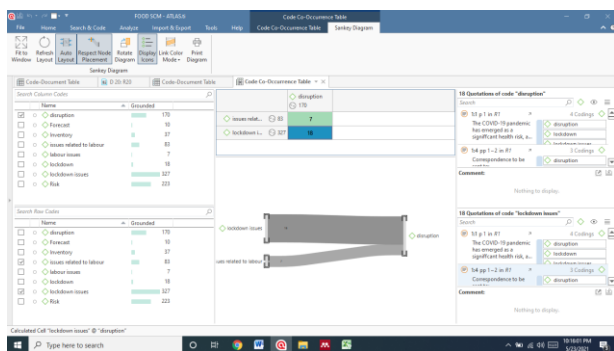 FOOD SCM - ATLAS.ti
Code Co-Occurrence Table
File Home Search & Code Analyze Import & Export Tools Help Code Co-Occurrence Table Sankey Diagram
Fit to Window
Refresh Layout
Auto Layout
Respect Node Placement
Rotate Diagram
Display Icons
Link Color Mode
Print Diagram
Sankey Diagram
Code-Document Table
D 20: R20
Code-Document Table
Code Co-Occurrence Table
Search Column Codes
Name Grounded
disruption 170
Forecast 10
Inventory 37
issues related to labour 83
labour issues 7
lockdown 18
lockdown issues 327
Risk 223
Search Row Codes
Name Grounded
disruption 170
Forecast 10
Inventory 37
issues related to labour 83
labour issues 7
lockdown 18
lockdown issues 327
Risk 223
disruption
170
issues relat... 83 7
lockdown i... 327 18
lockdown issues
ues related to labour
disruption
18 Quotations of code "disruption"
Search
1:1 p 1 in R1 4 Codings
The COVID-19 pandemic has emerged as a significant health risk, a...
disruption
lockdown
lockdown issues
1:4 pp 1–2 in R1 3 Codings
Correspondence to be
disruption
Comment:
Nothing to display.
18 Quotations of code "lockdown issues"
Search
1:1 p 1 in R1 4 Codings
The COVID-19 pandemic has emerged as a significant health risk, a...
disruption
lockdown
lockdown issues
1:4 pp 1–2 in R1 3 Codings
Correspondence to be
disruption
Comment:
Nothing to display.
Calculated Cell "lockdown issues" @ "disruption"
Type here to search
10:16:01 PM
5/23/2021